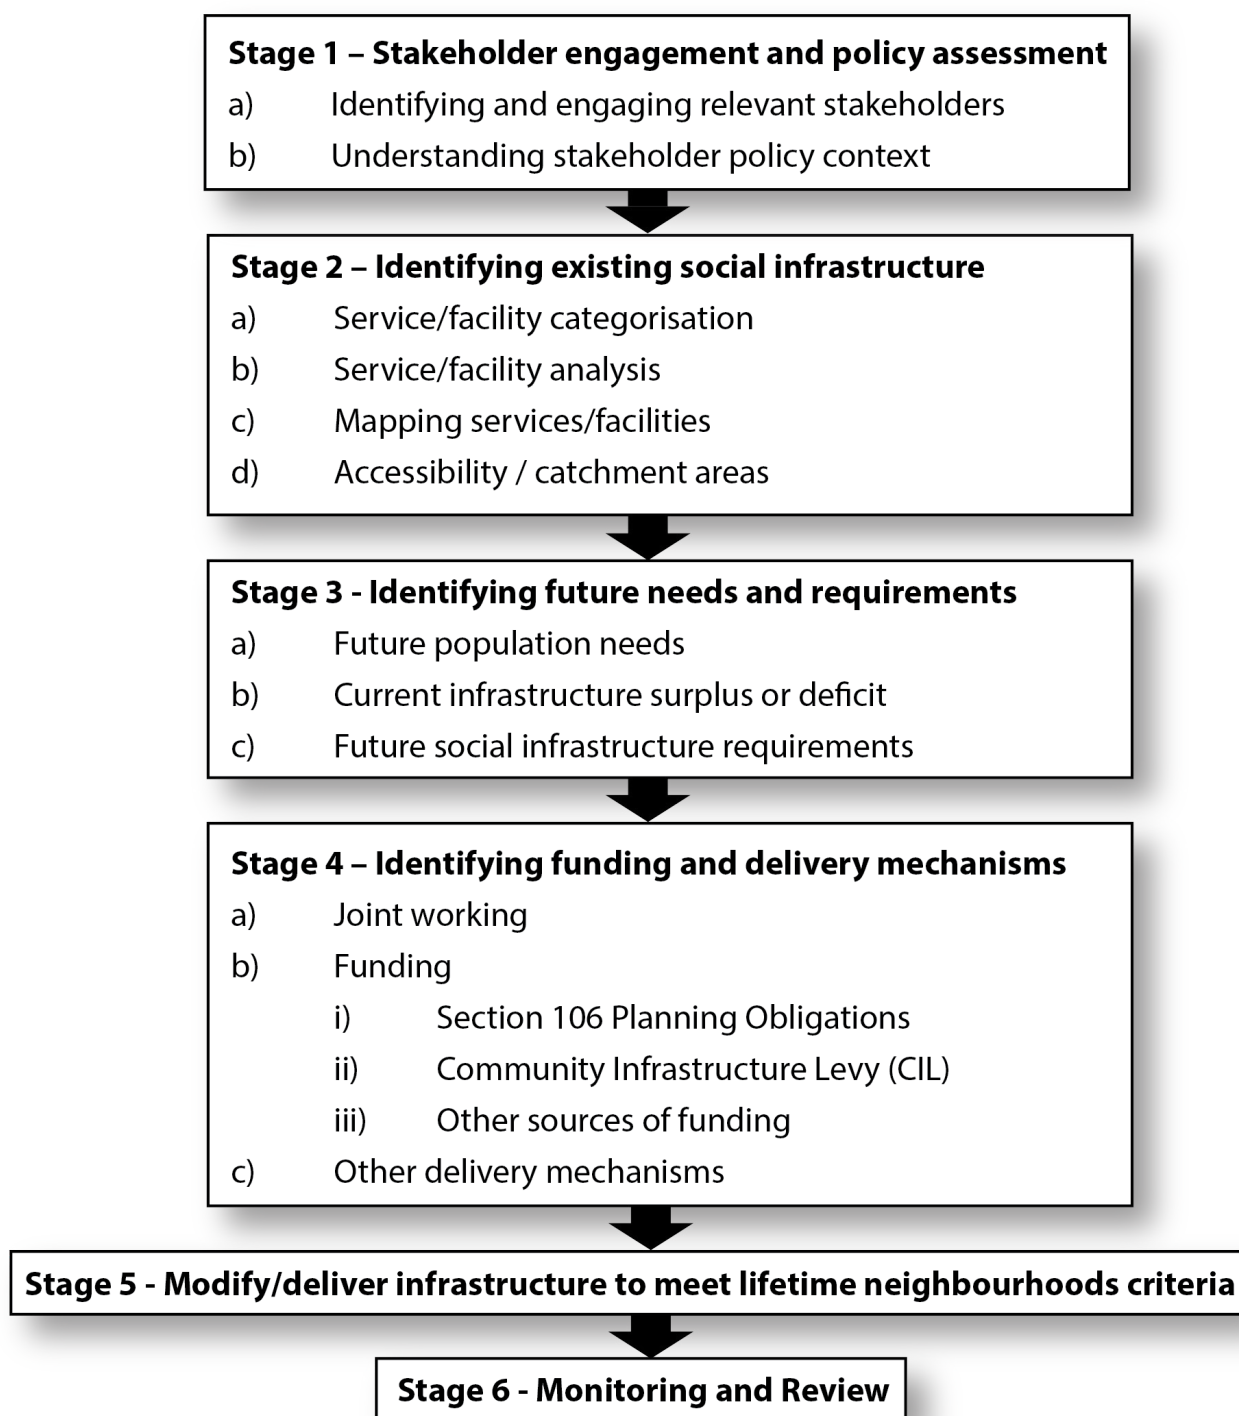 Stage 1 – Stakeholder engagement and policy assessment
a) Identifying and engaging relevant stakeholders
b) Understanding stakeholder policy context
Stage 2 – Identifying existing social infrastructure
a) Service/facility categorisation
b) Service/facility analysis
c) Mapping services/facilities
d) Accessibility / catchment areas
Stage 3 - Identifying future needs and requirements
a) Future population needs
b) Current infrastructure surplus or deficit
c) Future social infrastructure requirements
Stage 4 – Identifying funding and delivery mechanisms
a) Joint working
b) Funding
i) Section 106 Planning Obligations
ii) Community Infrastructure Levy (CIL)
iii) Other sources of funding
c) Other delivery mechanisms
Stage 5 - Modify/deliver infrastructure to meet lifetime neighbourhoods criteria
Stage 6 - Monitoring and Review